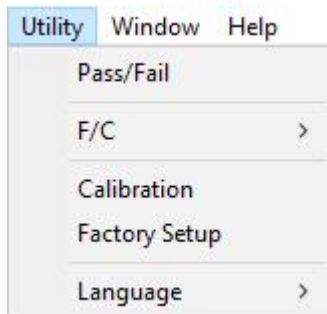 Utility Window Help
Pass/Fail
F/C
Calibration
Factory Setup
Language